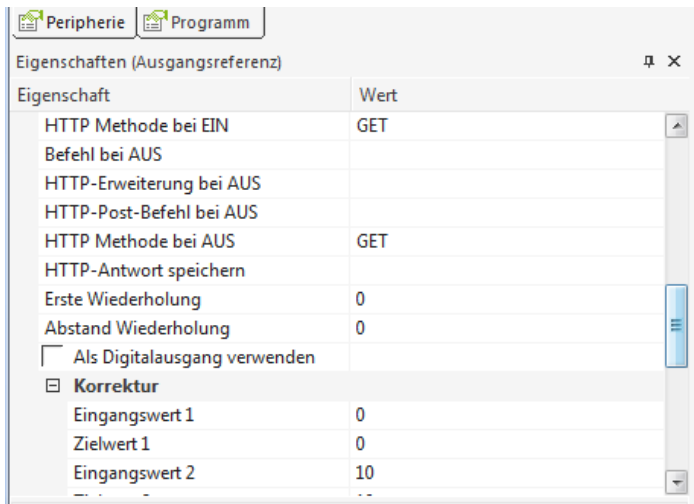 Peripherie Programm
Eigenschaften (Ausgangsreferenz)
Eigenschaft Wert
HTTP Methode bei EIN GET
Befehl bei AUS
HTTP-Erweiterung bei AUS
HTTP-Post-Befehl bei AUS
HTTP Methode bei AUS GET
HTTP-Antwort speichern
Erste Wiederholung 0
Abstand Wiederholung 0
Als Digitalausgang verwenden
Korrektur
Eingangswert 1 0
Zielwert 1 0
Eingangswert 2 10